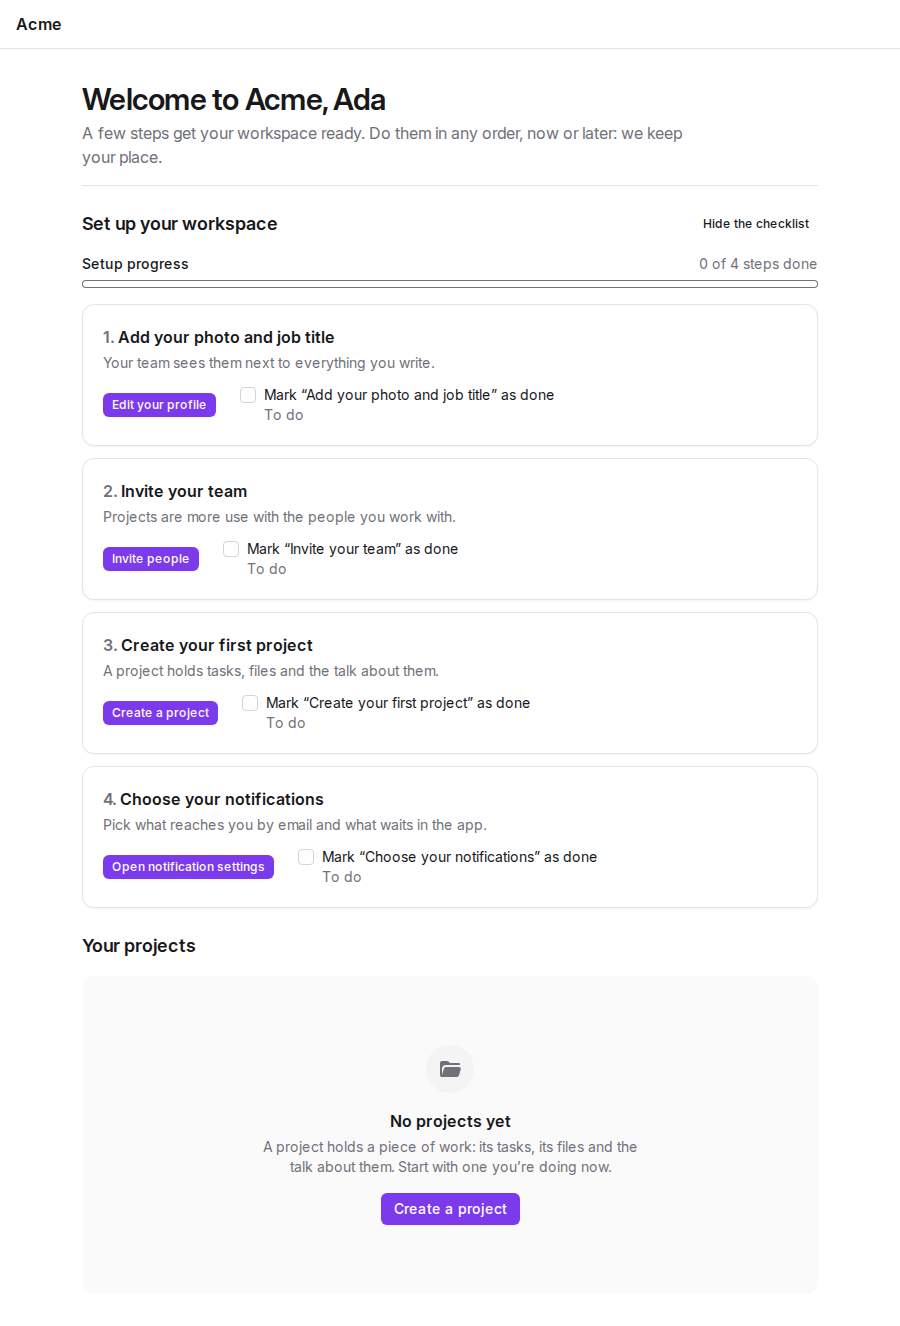 Acme
Welcome to Acme, Ada
A few steps get your workspace ready. Do them in any order, now or later: we keep
your place.
Set up your workspace
Hide the checklist
Setup progress
0 of 4 steps done
1. Add your photo and job title
Your team sees them next to everything you write.
Edit your profile
Mark “Add your photo and job title” as done
To do
2. Invite your team
Projects are more use with the people you work with.
Invite people
Mark “Invite your team” as done
To do
3. Create your first project
A project holds tasks, files and the talk about them.
Create a project
Mark “Create your first project” as done
To do
4. Choose your notifications
Pick what reaches you by email and what waits in the app.
Open notification settings
Mark “Choose your notifications” as done
To do
Your projects
No projects yet
A project holds a piece of work: its tasks, its files and the
talk about them. Start with one you’re doing now.
Create a project